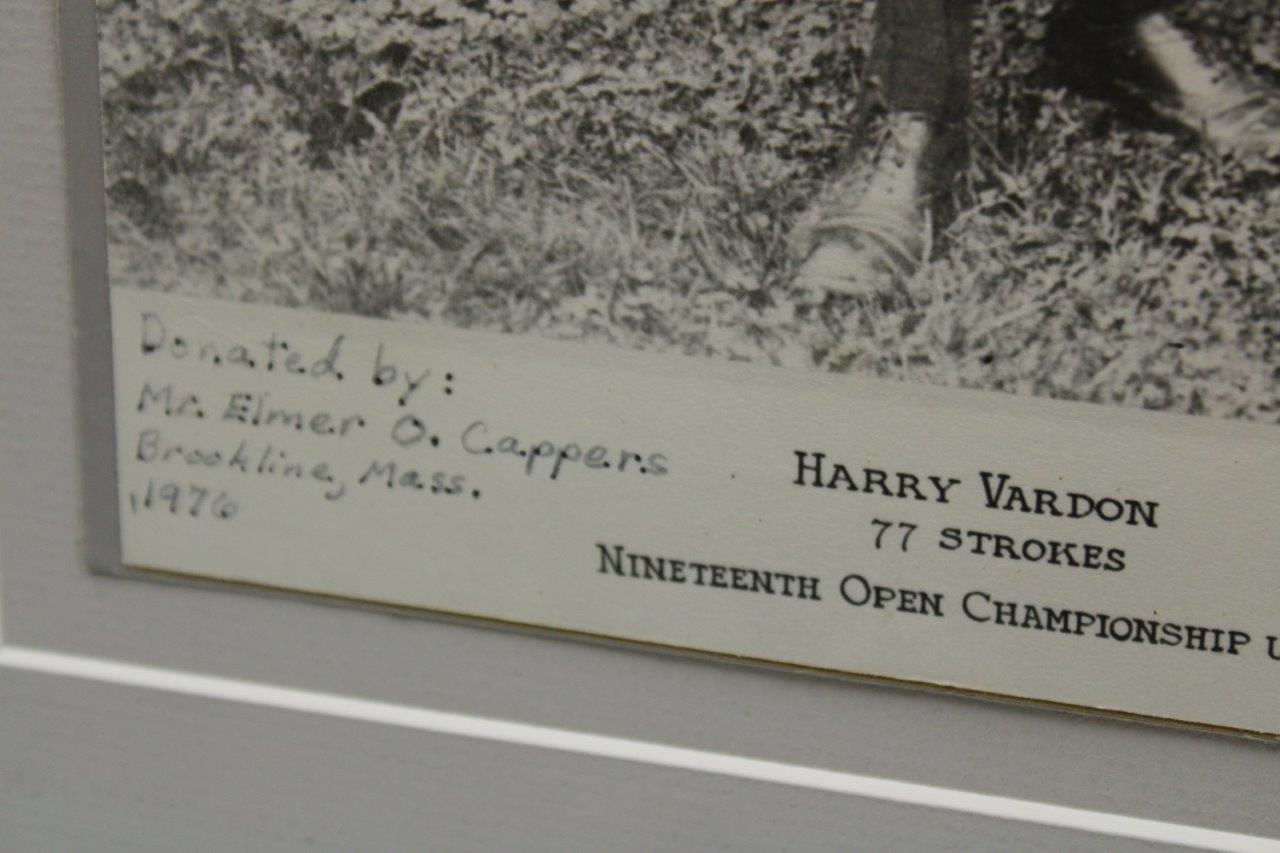 Donated by:
Mr. Elmer O. Cappers
Brookline, Mass.
1976
HARRY VARDON
77 STROKES
NINETEENTH OPEN CHAMPIONSHIP